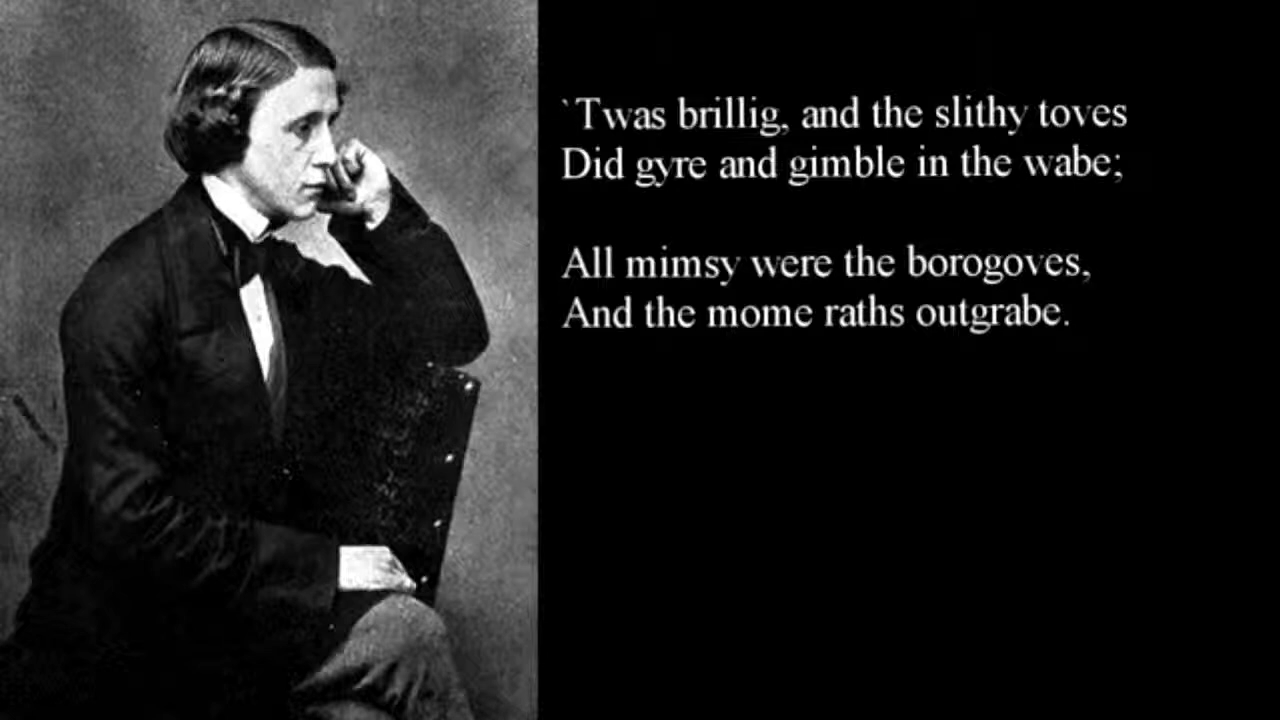 `Twas brillig, and the slithy toves
Did gyre and gimble in the wabe;
All mimsy were the borogoves,
And the mome raths outgrabe.